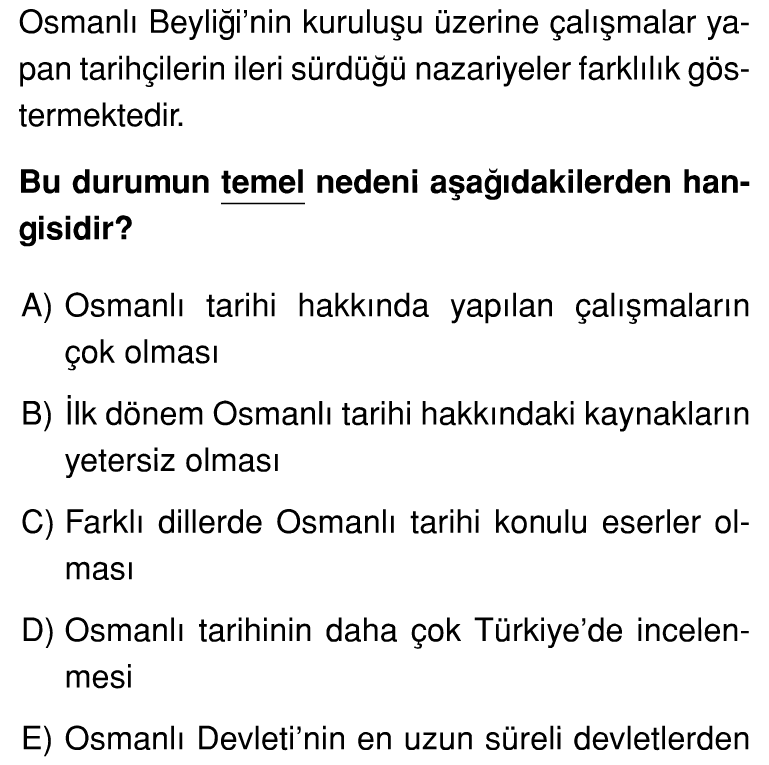 Osmanlı Beyliği’nin kuruluşu üzerine çalışmalar ya-
pan tarihçilerin ileri sürdüğü nazariyeler farklılık gös-
termektedir.
Bu durumun temel nedeni aşağıdakilerden han-
gisidir?
A) Osmanlı tarihi hakkında yapılan çalışmaların
çok olması
B) İlk dönem Osmanlı tarihi hakkındaki kaynakların
yetersiz olması
C) Farklı dillerde Osmanlı tarihi konulu eserler ol-
ması
D) Osmanlı tarihinin daha çok Türkiye’de incelen-
mesi
E) Osmanlı Devleti’nin en uzun süreli devletlerden